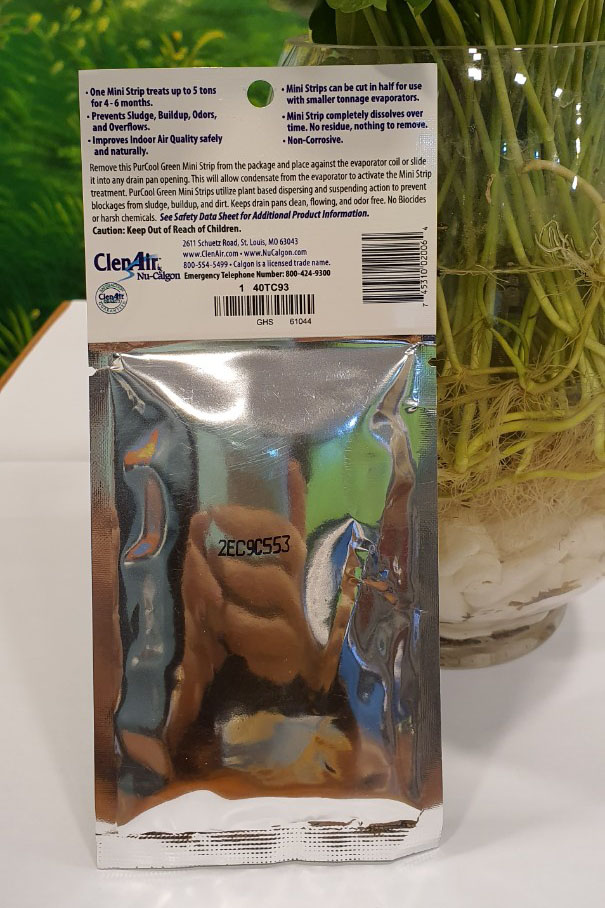 • One Mini Strip treats up to 5 tons
for 4 - 6 months.
• Prevents Sludge, Buildup, Odors,
and Overflows.
• Improves Indoor Air Quality safely
and naturally.
• Mini Strips can be cut in half for use
with smaller tonnage evaporators.
• Mini Strip completely dissolves over
time. No residue, nothing to remove.
• Non-Corrosive.
Remove this PurCool Green Mini Strip from the package and place against the evaporator coil or slide
it into any drain pan opening. This will allow condensate from the evaporator to activate the Mini Strip
treatment. PurCool Green Mini Strips utilize plant based dispersing and suspending action to prevent
blockages from sludge, buildup, and dirt. Keeps drain pans clean, flowing, and odor free. No Biocides
or harsh chemicals. See Safety Data Sheet for Additional Product Information.
Caution: Keep Out of Reach of Children.
ClenAir
Nu-Calgon
2611 Schuetz Road, St. Louis, MO 63043
www.ClenAir.com • www.NuCalgon.com
800-554-5499 • Calgon is a licensed trade name.
Emergency Telephone Number: 800-424-9300
ClenAir
1 40TC93
GHS 61044
7 45310 02006 4
2EC9C553